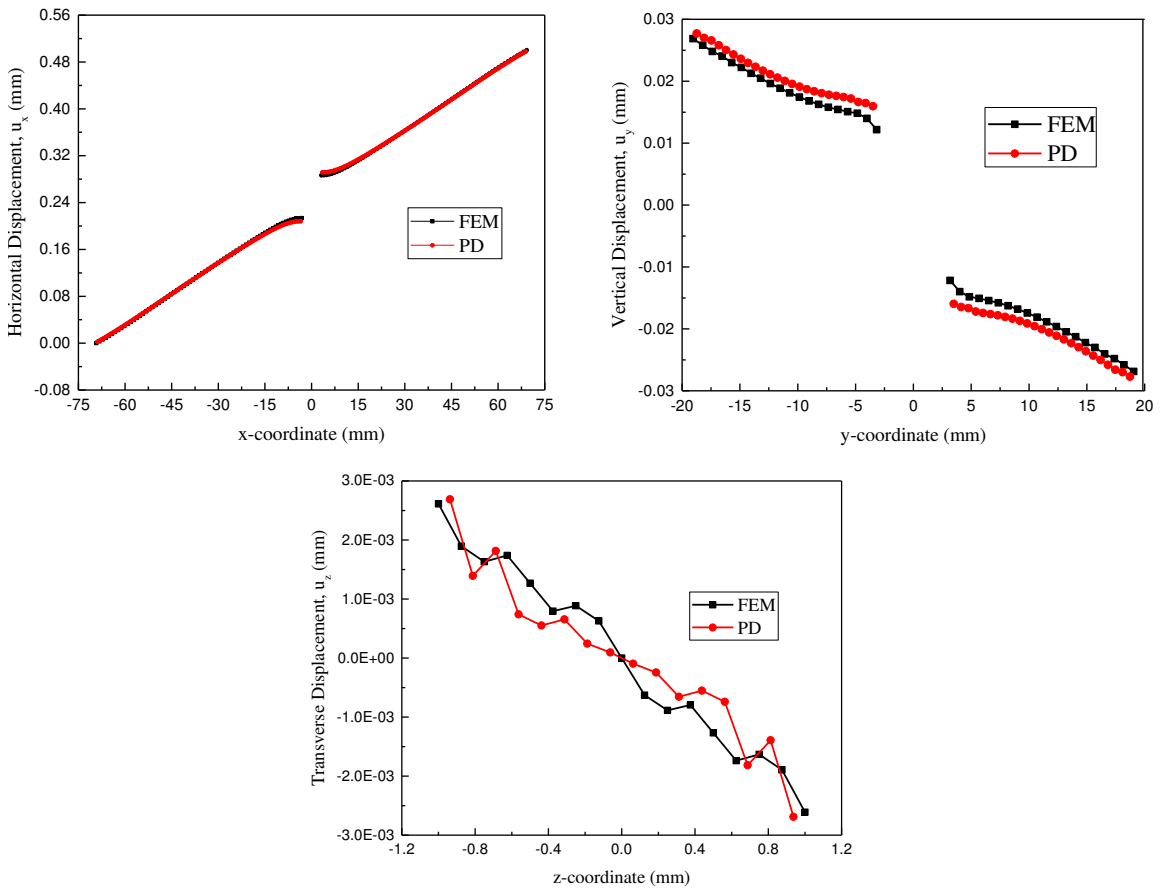 0.56
0.48
0.40
0.32
0.24
0.16
0.08
0.00
-0.08
Horizontal Displacement, u_x (mm)
FEM
PD
-75 -60 -45 -30 -15 0 15 30 45 60 75
x-coordinate (mm)
0.03
0.02
0.01
0.00
-0.01
-0.02
-0.03
Vertical Displacement, u_y (mm)
FEM
PD
-20 -15 -10 -5 0 5 10 15 20
y-coordinate (mm)
3.0E-03
2.0E-03
1.0E-03
0.0E+00
-1.0E-03
-2.0E-03
-3.0E-03
Transverse Displacement, u_z (mm)
FEM
PD
-1.2 -0.8 -0.4 0.0 0.4 0.8 1.2
z-coordinate (mm)